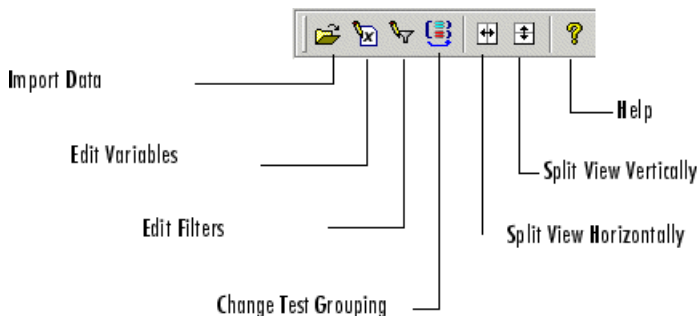 Import Data
Help
Edit Variables
Split View Vertically
Edit Filters
Split View Horizontally
Change Test Grouping